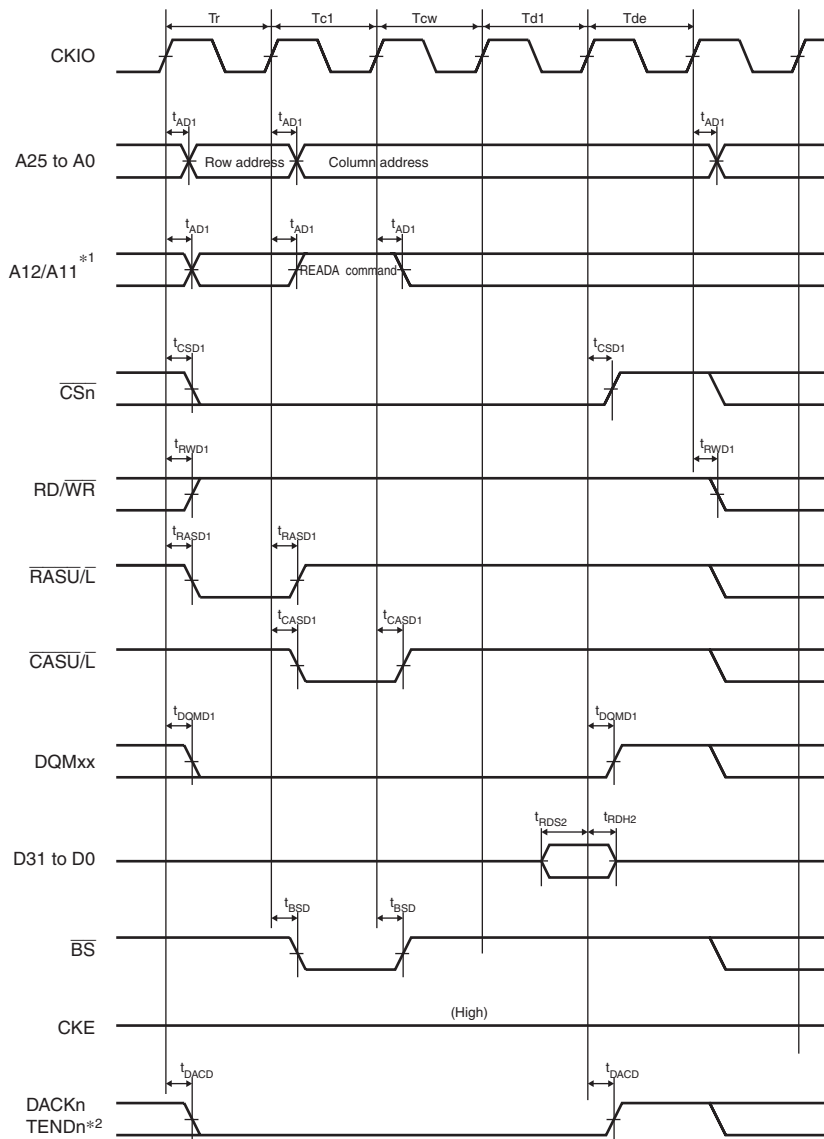 Tr Tc1 Tcw Td1 Tde
CKIO
tAD1 tAD1 tAD1
A25 to A0 Row address Column address
tAD1 tAD1 tAD1
A12/A11 *1 READA command
tCSD1 tCSD1
CSn
tRWD1 tRWD1
RD/WR
tRASD1 tRASD1
RASU/L
tCASD1 tCASD1
CASU/L
tDQMD1 tDQMD1
DQMxx
tRDS2 tRDH2
D31 to D0
tBSD tBSD
BS
(High)
CKE
tDACD tDACD
DACKn
TENDn*2